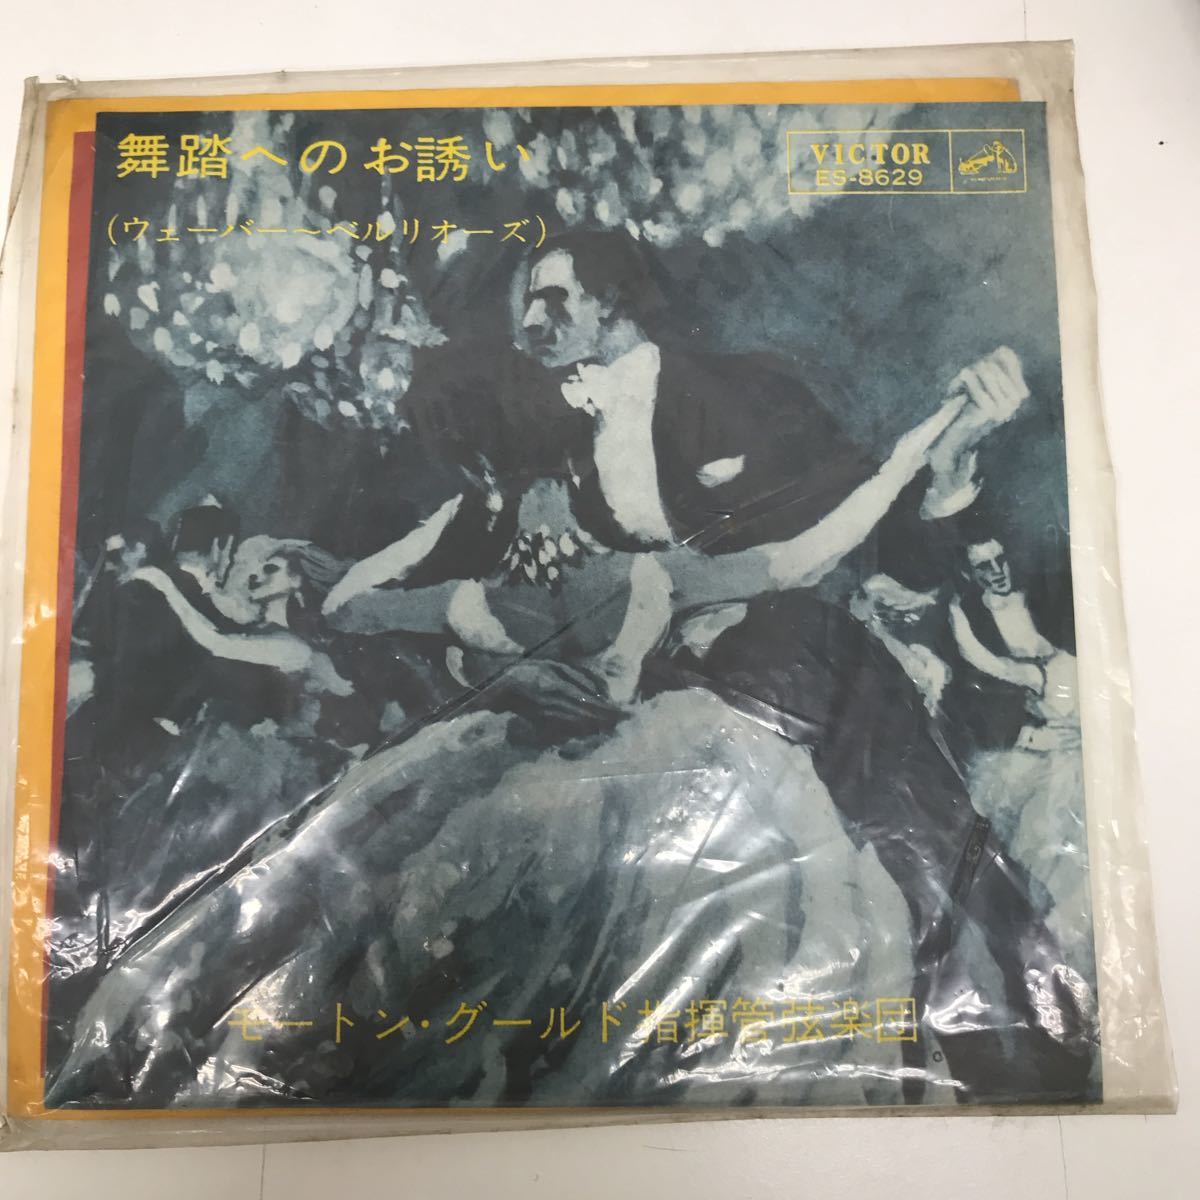 舞踏へのお誘い
(ウェーバー〜ベルリオーズ)
VICTOR
ES-8629
モートン・グールド指揮管弦楽団